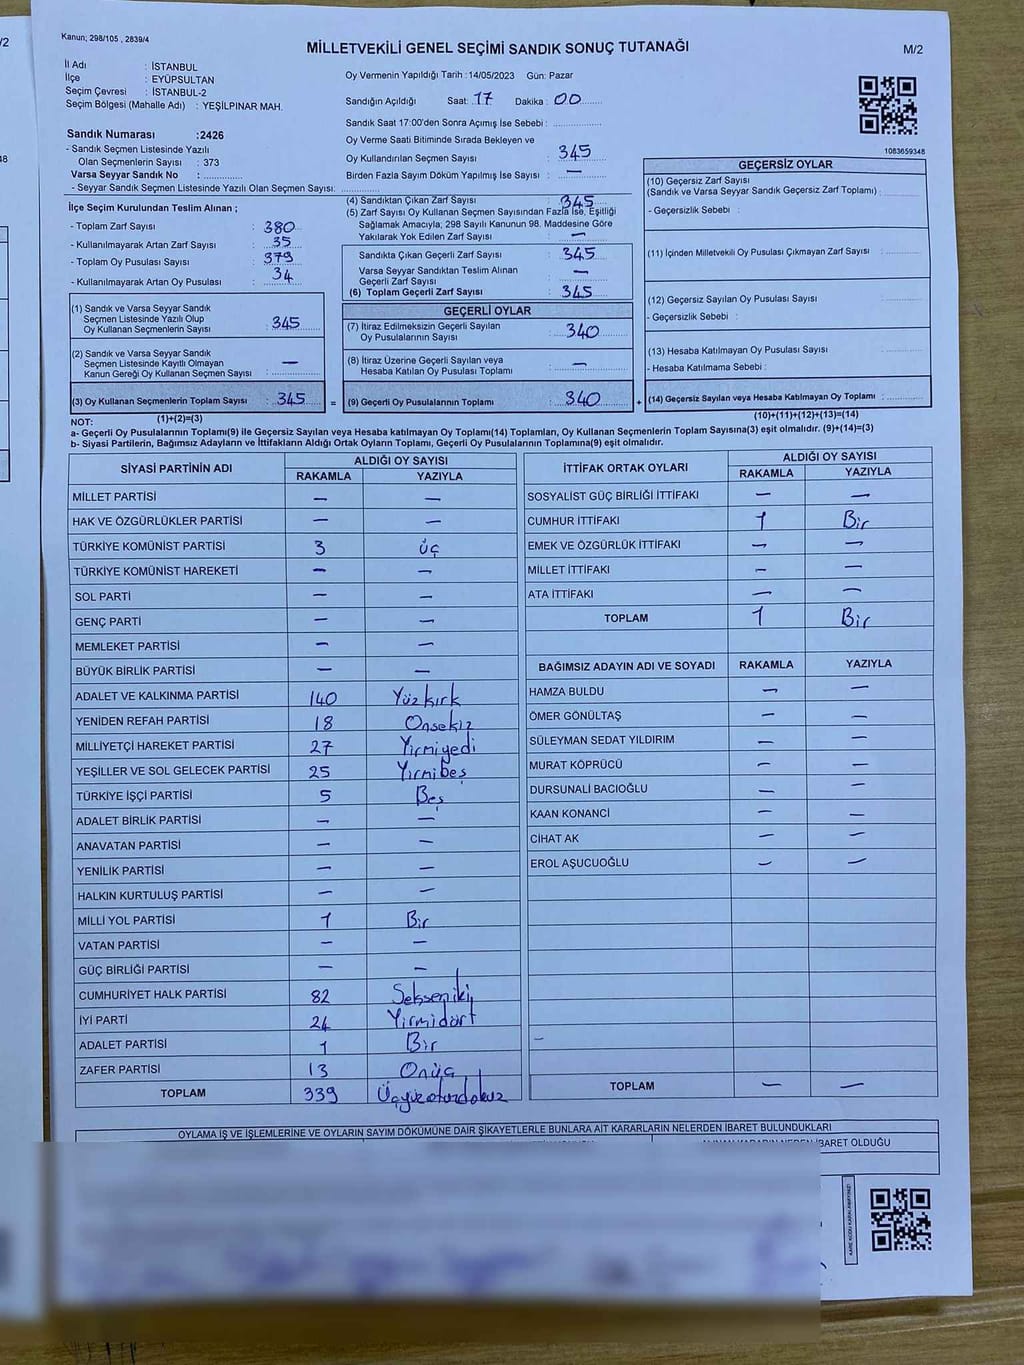 Kanun; 298/105 , 2839/4
MİLLETVEKİLİ GENEL SEÇİMİ SANDIK SONUÇ TUTANAĞI
M/2
İl Adı : İSTANBUL
İlçe : EYÜPSULTAN
Seçim Çevresi : İSTANBUL-2
Seçim Bölgesi (Mahalle Adı) : YEŞİLPINAR MAH.
Sandık Numarası :2426
- Sandık Seçmen Listesinde Yazılı
Olan Seçmenlerin Sayısı : 373
Varsa Seyyar Sandık No :
- Seyyar Sandık Seçmen Listesinde Yazılı Olan Seçmen Sayısı:
Oy Vermenin Yapıldığı Tarih :14/05/2023 Gün: Pazar
Sandığın Açıldığı Saat: 17 Dakika : 00
Sandık Saat 17:00'den Sonra Açımış İse Sebebi :
Oy Verme Saati Bitiminde Sırada Bekleyen ve
Oy Kullandırılan Seçmen Sayısı : 345
Birden Fazla Sayım Döküm Yapılmış İse Sayısı : —
1083659348
İlçe Seçim Kurulundan Teslim Alınan ;
- Toplam Zarf Sayısı : 380
- Kullanılmayarak Artan Zarf Sayısı : 35
- Toplam Oy Pusulası Sayısı : 379
- Kullanılmayarak Artan Oy Pusulası : 34
(1) Sandık ve Varsa Seyyar Sandık
Seçmen Listesinde Yazılı Olup
Oy Kullanan Seçmenlerin Sayısı : 345
(2) Sandık ve Varsa Seyyar Sandık
Seçmen Listesinde Kayıtlı Olmayan
Kanun Gereği Oy Kullanan Seçmen Sayısı : —
(3) Oy Kullanan Seçmenlerin Toplam Sayısı : 345 =
(1)+(2)=(3)
(4) Sandıktan Çıkan Zarf Sayısı : 345
(5) Zarf Sayısı Oy Kullanan Seçmen Sayısından Fazla İse, Eşitliği
Sağlamak Amacıyla; 298 Sayılı Kanunun 98. Maddesine Göre
Yakılarak Yok Edilen Zarf Sayısı : —
Sandıkta Çıkan Geçerli Zarf Sayısı : 345
Varsa Seyyar Sandıktan Teslim Alınan
Geçerli Zarf Sayısı : —
(6) Toplam Geçerli Zarf Sayısı : 345
GEÇERLİ OYLAR
(7) İtiraz Edilmeksizin Geçerli Sayılan
Oy Pusulalarının Sayısı : 340
(8) İtiraz Üzerine Geçerli Sayılan veya
Hesaba Katılan Oy Pusulası Toplamı : —
(9) Geçerli Oy Pusulalarının Toplamı : 340 +
GEÇERSİZ OYLAR
(10) Geçersiz Zarf Sayısı
(Sandık ve Varsa Seyyar Sandık Geçersiz Zarf Toplamı) :
- Geçersizlik Sebebi :
(11) İçinden Milletvekili Oy Pusulası Çıkmayan Zarf Sayısı :
(12) Geçersiz Sayılan Oy Pusulası Sayısı :
- Geçersizlik Sebebi :
(13) Hesaba Katılmayan Oy Pusulası Sayısı :
- Hesaba Katılmama Sebebi :
(14) Geçersiz Sayılan veya Hesaba Katılmayan Oy Toplamı :
(10)+(11)+(12)+(13)=(14)
NOT:
a- Geçerli Oy Pusulalarının Toplamı(9) ile Geçersiz Sayılan veya Hesaba katılmayan Oy Toplamı(14) Toplamları, Oy Kullanan Seçmenlerin Toplam Sayısına(3) eşit olmalıdır. (9)+(14)=(3)
b- Siyasi Partilerin, Bağımsız Adayların ve İttifakların Aldığı Ortak Oyların Toplamı, Geçerli Oy Pusulalarının Toplamına(9) eşit olmalıdır.
SİYASİ PARTİNİN ADI ALDIĞI OY SAYISI
RAKAMLA YAZIYLA
MİLLET PARTİSİ — —
HAK VE ÖZGÜRLÜKLER PARTİSİ — —
TÜRKİYE KOMÜNİST PARTİSİ 3 üç
TÜRKİYE KOMÜNİST HAREKETİ — —
SOL PARTİ — —
GENÇ PARTİ — —
MEMLEKET PARTİSİ — —
BÜYÜK BİRLİK PARTİSİ — —
ADALET VE KALKINMA PARTİSİ 140 Yüzkırk
YENİDEN REFAH PARTİSİ 18 Onsekiz
MİLLİYETÇİ HAREKET PARTİSİ 27 Yirmiyedi
YEŞİLLER VE SOL GELECEK PARTİSİ 25 Yirmibeş
TÜRKİYE İŞÇİ PARTİSİ 5 Beş
ADALET BİRLİK PARTİSİ — —
ANAVATAN PARTİSİ — —
YENİLİK PARTİSİ — —
HALKIN KURTULUŞ PARTİSİ — —
MİLLİ YOL PARTİSİ 1 Bir
VATAN PARTİSİ — —
GÜÇ BİRLİĞİ PARTİSİ — —
CUMHURİYET HALK PARTİSİ 82 Sekseniki
İYİ PARTİ 24 Yirmidört
ADALET PARTİSİ 1 Bir
ZAFER PARTİSİ 13 Onüç
TOPLAM 339 Üçyüzotuzdokuz
İTTİFAK ORTAK OYLARI ALDIĞI OY SAYISI
RAKAMLA YAZIYLA
SOSYALİST GÜÇ BİRLİĞİ İTTİFAKI — —
CUMHUR İTTİFAKI 1 Bir
EMEK VE ÖZGÜRLÜK İTTİFAKI — —
MİLLET İTTİFAKI — —
ATA İTTİFAKI — —
TOPLAM 1 Bir
BAĞIMSIZ ADAYIN ADI VE SOYADI RAKAMLA YAZIYLA
HAMZA BULDU — —
ÖMER GÖNÜLTAŞ — —
SÜLEYMAN SEDAT YILDIRIM — —
MURAT KÖPRÜCÜ — —
DURSUNALİ BACIOĞLU — —
KAAN KONANCİ — —
CİHAT AK — —
EROL AŞUCUOĞLU — —
TOPLAM — —
OYLAMA İŞ VE İŞLEMLERİNE VE OYLARIN SAYIM DÖKÜMÜNE DAİR ŞİKAYETLERLE BUNLARA AİT KARARLARIN NELERDEN İBARET BULUNDUKLARI
İBARET OLDUĞU